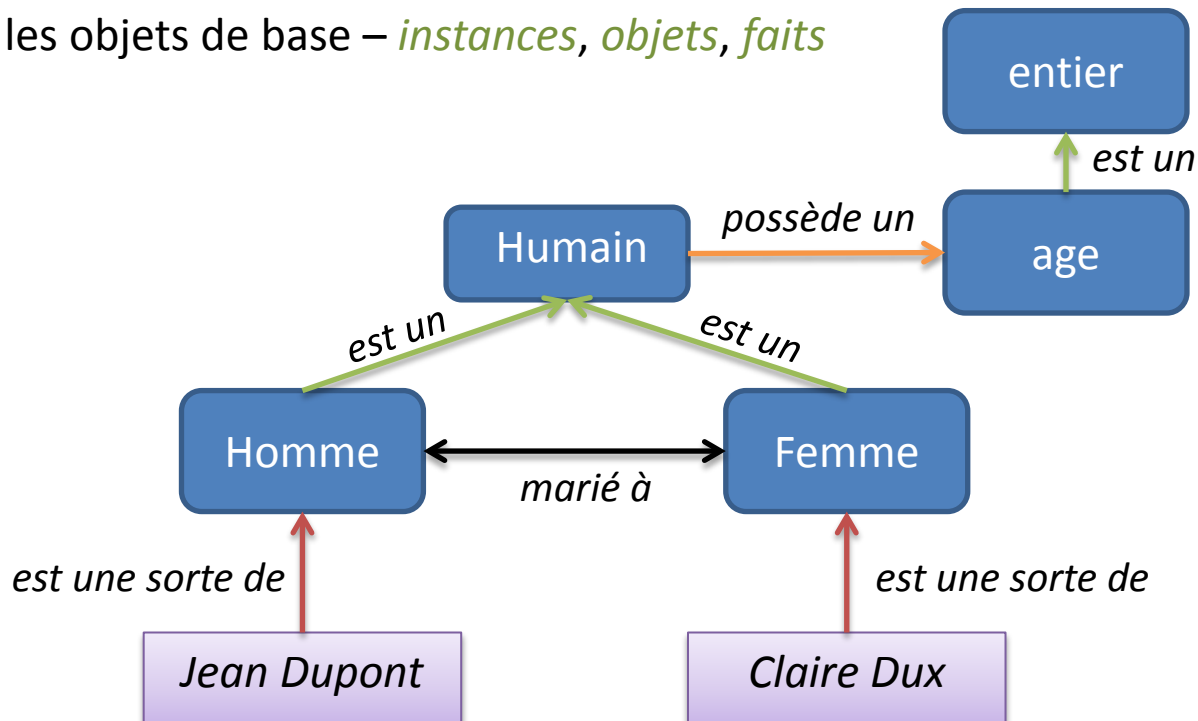 les objets de base – instances, objets, faits
entier
est un
Humain
possède un
age
est un
est un
Homme
marié à
Femme
est une sorte de
est une sorte de
Jean Dupont
Claire Dux